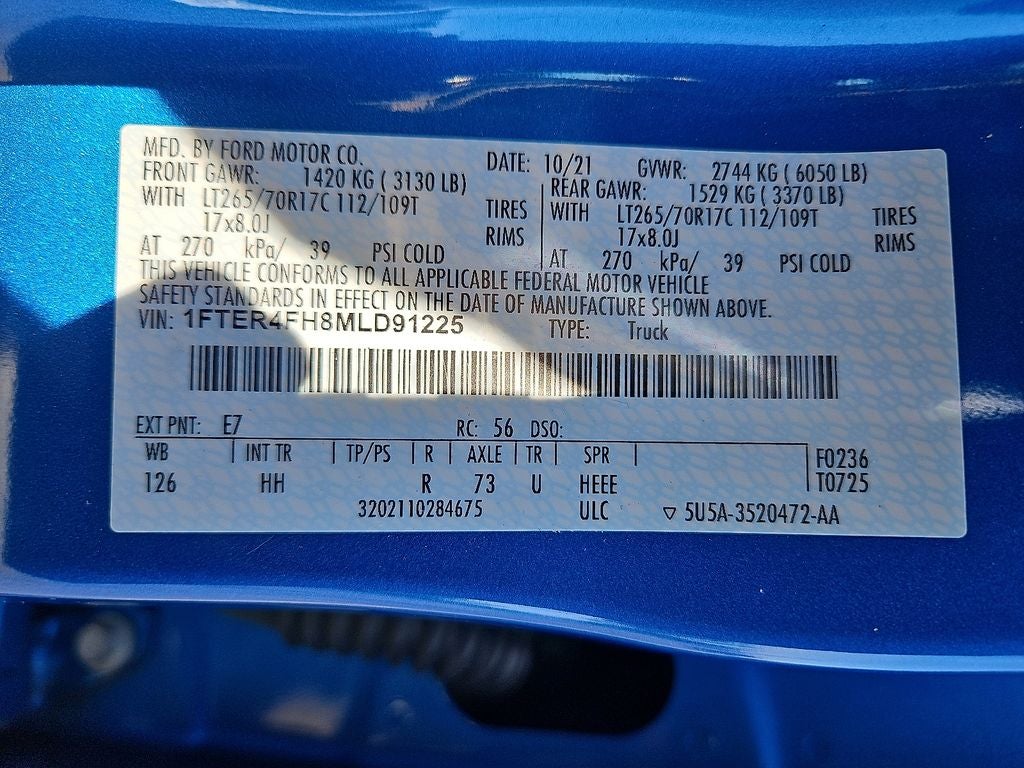 MFD. BY FORD MOTOR CO. DATE: 10/21 GVWR: 2744 KG ( 6050 LB)
FRONT GAWR: 1420 KG ( 3130 LB) REAR GAWR: 1529 KG ( 3370 LB)
WITH LT265/70R17C 112/109T TIRES WITH LT265/70R17C 112/109T TIRES
17x8.0J RIMS 17x8.0J RIMS
AT 270 kPa/ 39 PSI COLD AT 270 kPa/ 39 PSI COLD
THIS VEHICLE CONFORMS TO ALL APPLICABLE FEDERAL MOTOR VEHICLE
SAFETY STANDARDS IN EFFECT ON THE DATE OF MANUFACTURE SHOWN ABOVE.
VIN: 1FTER4FH8MLD91225 TYPE: Truck
EXT PNT: E7 RC: 56 DSO:
WB INT TR TP/PS R AXLE TR SPR F0236
126 HH R 73 U HEEE T0725
3202110284675 ULC ▽ 5U5A-3520472-AA